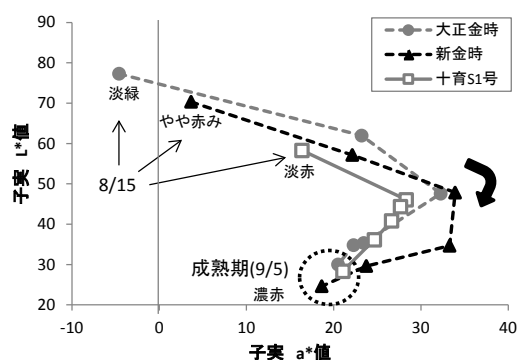 90
80
70
60
50
40
30
20
-10
0
10
20
30
40
子実 L*値
子実 a*値
大正金時
新金時
十育S1号
淡緑
やや赤み
8/15
淡赤
成熟期(9/5)
濃赤